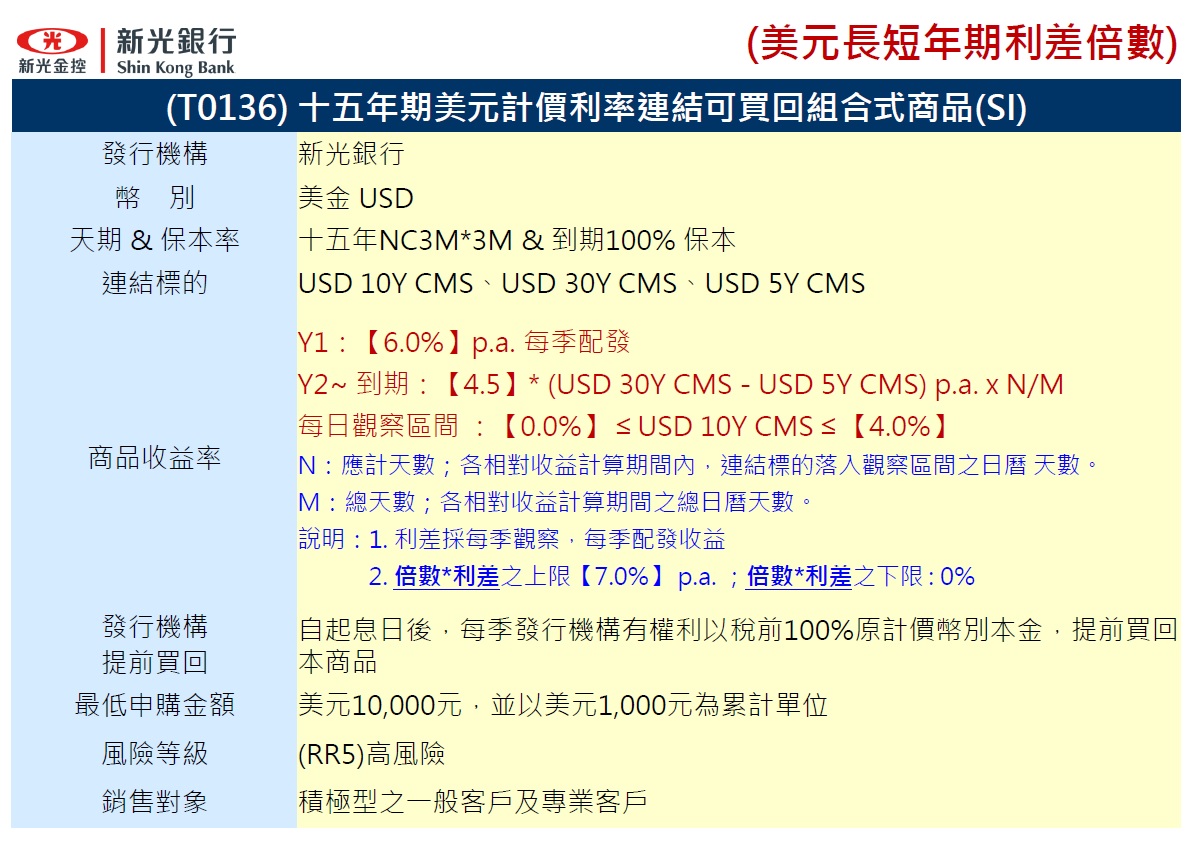 新光金控
新光銀行
Shin Kong Bank
(美元長短年期利差倍數)
(T0136) 十五年期美元計價利率連結可買回組合式商品(SI)
發行機構 新光銀行
幣 別 美金 USD
天期 & 保本率 十五年NC3M*3M & 到期100% 保本
連結標的 USD 10Y CMS、USD 30Y CMS、USD 5Y CMS
商品收益率
Y1：【6.0%】p.a. 每季配發
Y2~ 到期：【4.5】* (USD 30Y CMS - USD 5Y CMS) p.a. x N/M
每日觀察區間 ：【0.0%】 ≤ USD 10Y CMS ≤ 【4.0%】
N：應計天數；各相對收益計算期間內，連結標的落入觀察區間之日曆 天數。
M：總天數；各相對收益計算期間之總日曆天數。
說明：1. 利差採每季觀察，每季配發收益
2. 倍數*利差之上限【7.0%】 p.a. ；倍數*利差之下限: 0%
發行機構
提前買回
自起息日後，每季發行機構有權利以稅前100%原計價幣別本金，提前買回
本商品
最低申購金額 美元10,000元，並以美元1,000元為累計單位
風險等級 (RR5)高風險
銷售對象 積極型之一般客戶及專業客戶